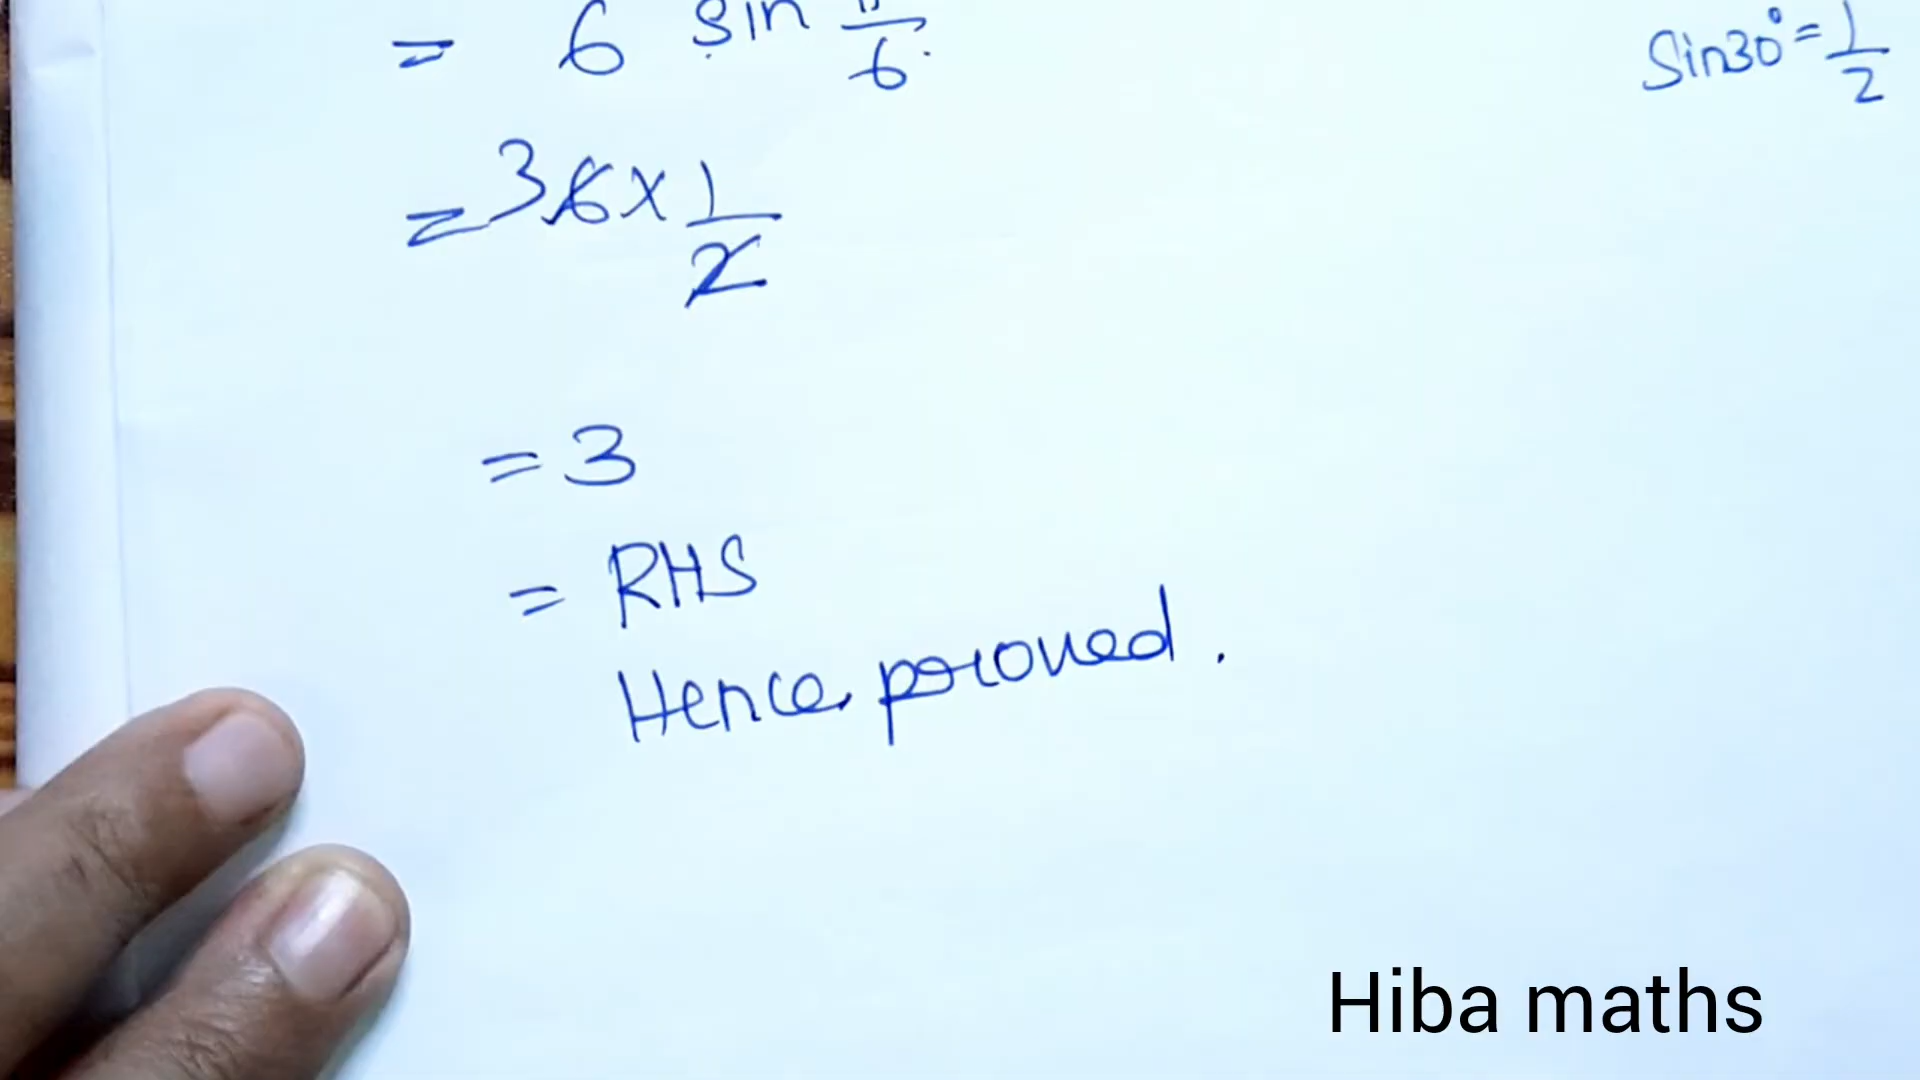 = 6 sin π/6.
Sin30° = 1/2
= 3 6 x 1/2
= 3
= RHS
Hence proved.
Hiba maths